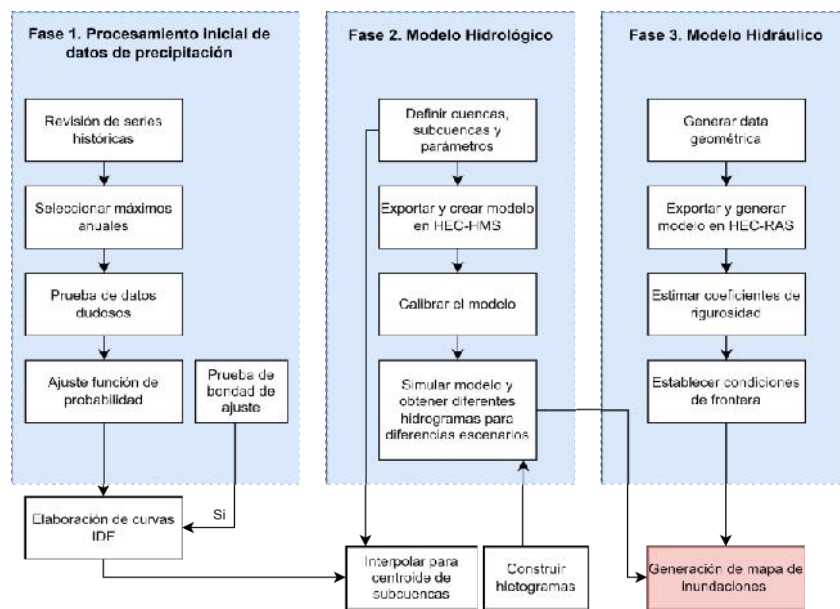 Fase 1. Procesamiento inicial de
datos de precipitación
Revisión de series
históricas
Seleccionar máximos
anuales
Prueba de datos
dudosos
Ajuste función de
probabilidad
Prueba de
bondad de
ajuste
Si
Elaboración de curvas
IDF
Fase 2. Modelo Hidrológico
Definir cuencas,
subcuencas y
parámetros
Exportar y crear modelo
en HEC-HMS
Calibrar el modelo
Simular modelo y
obtener diferentes
hidrogramas para
diferencias escenarios
Interpolar para
centroide de
subcuencas
Construir
hietogramas
Fase 3. Modelo Hidráulico
Generar data
geométrica
Exportar y generar
modelo en HEC-RAS
Estimar coeficientes de
rigurosidad
Establecer condiciones
de frontera
Generación de mapa de
inundaciones